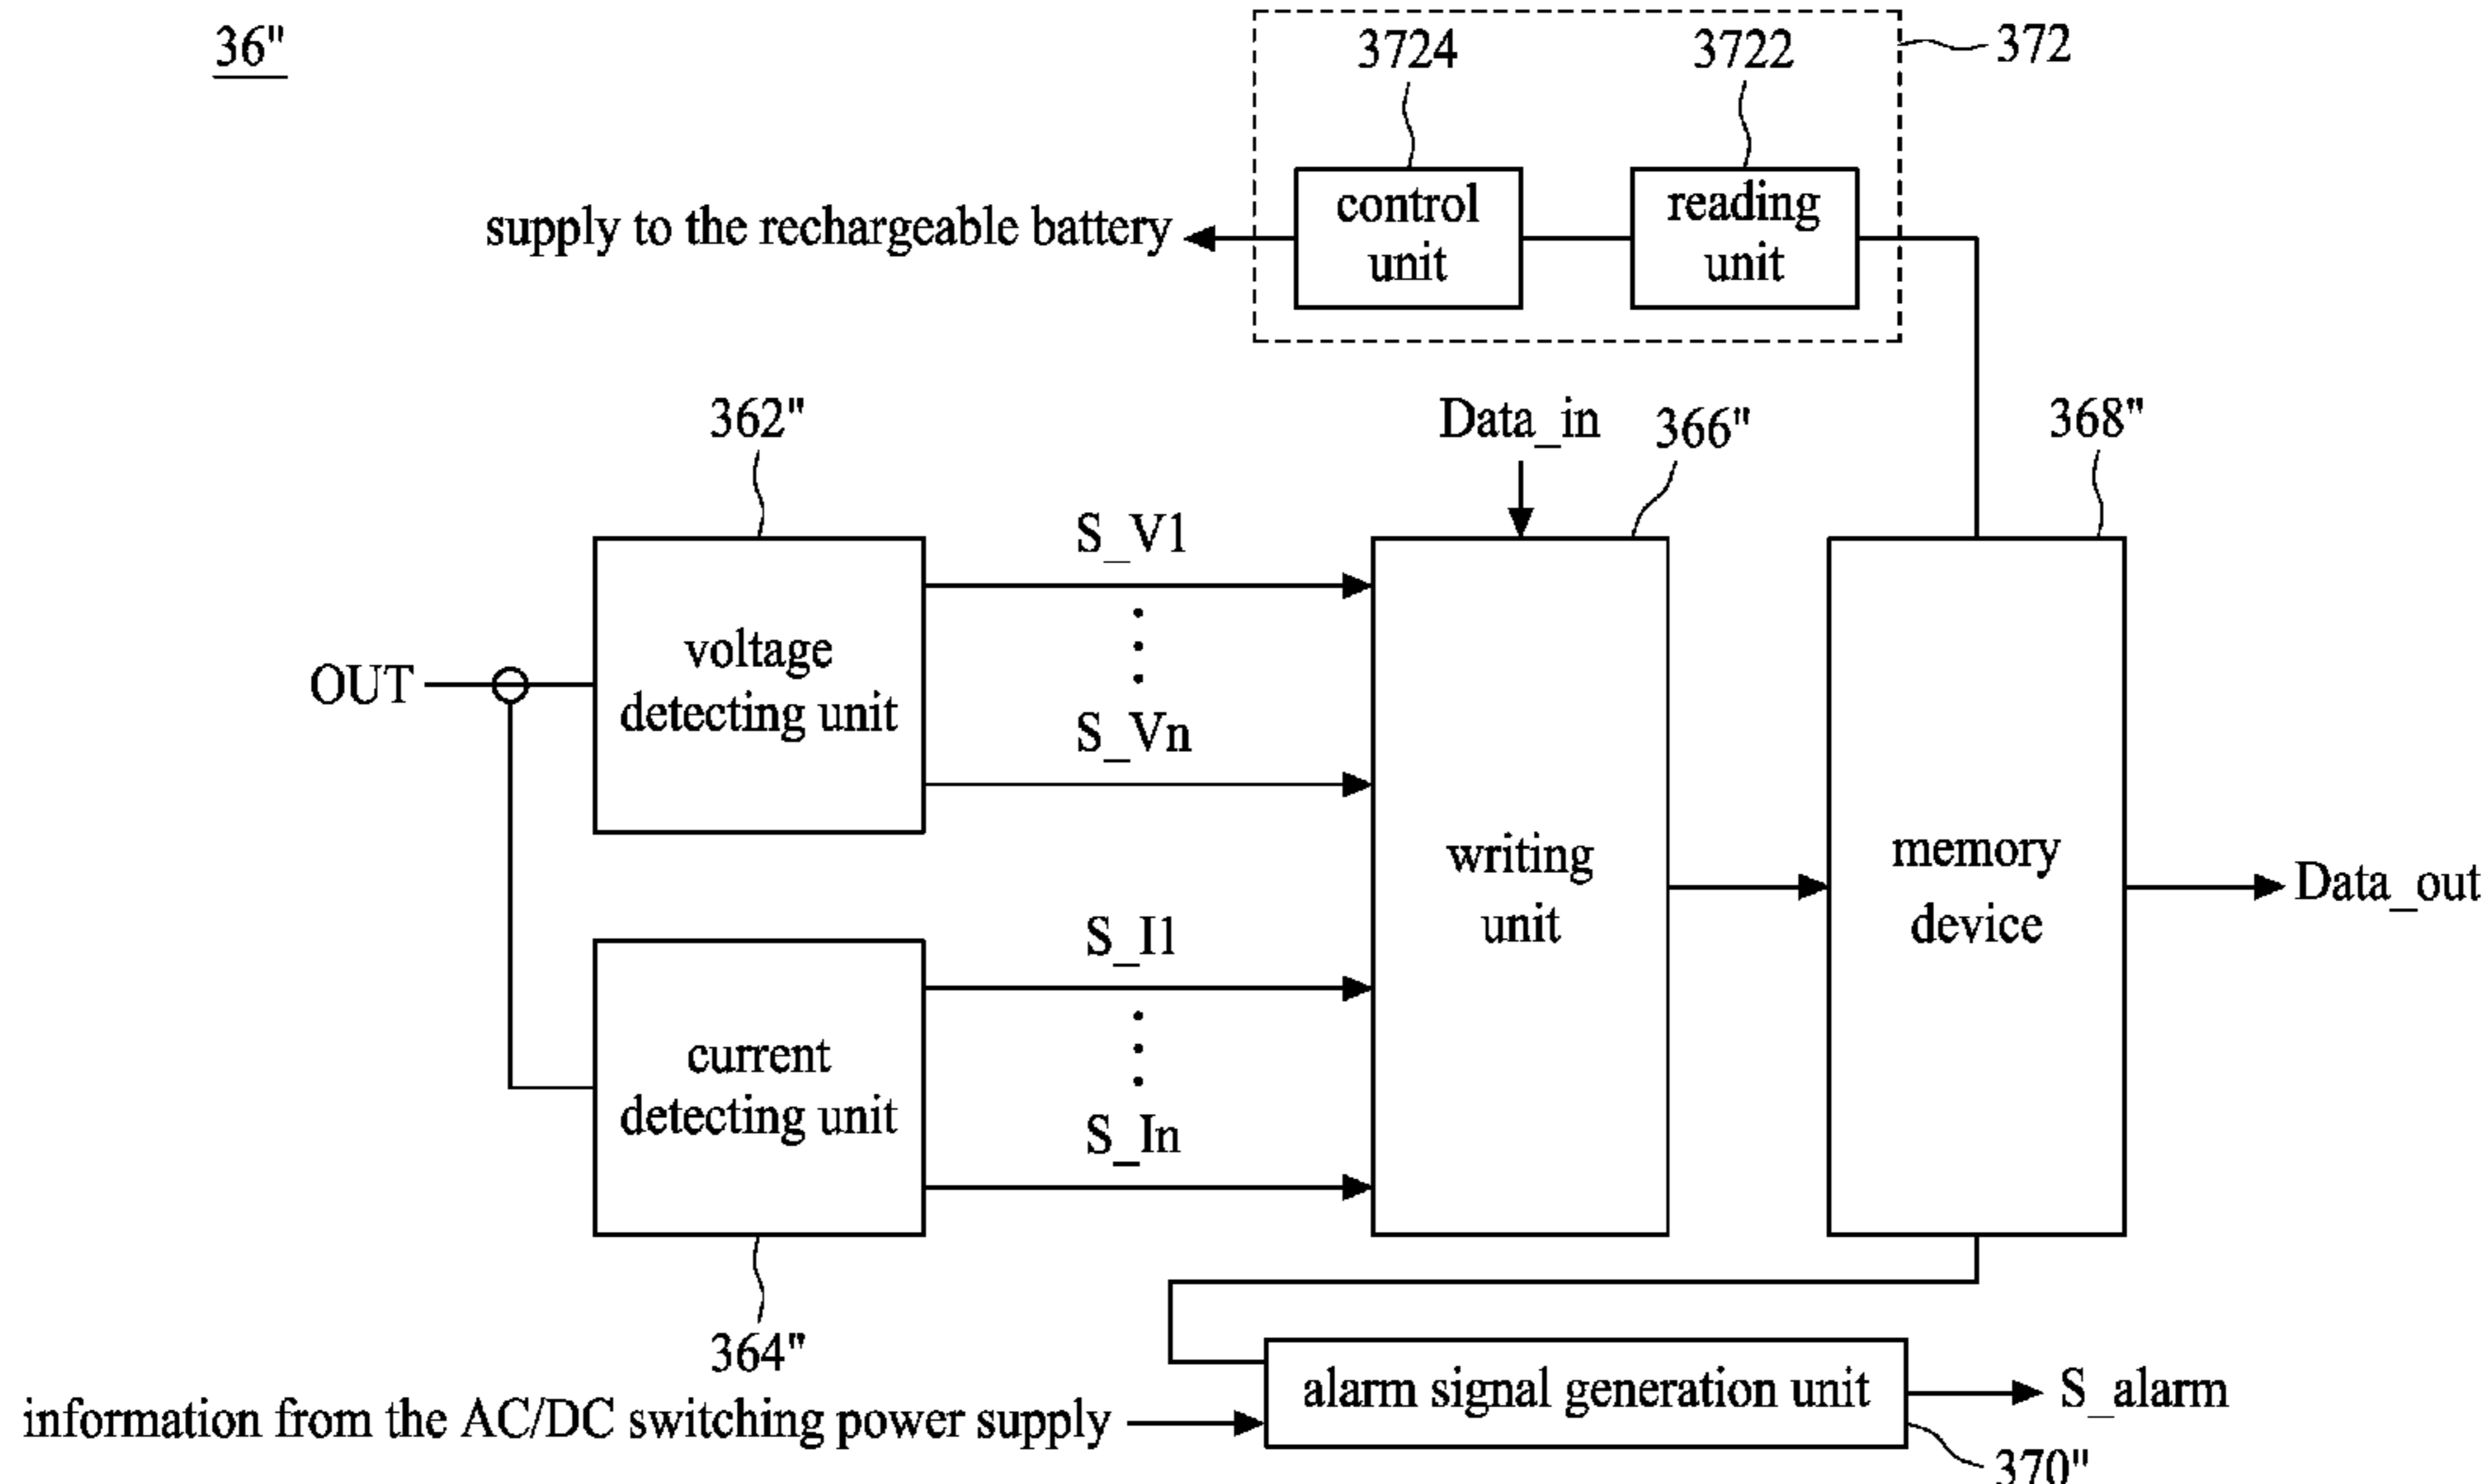 36"
3724
3722
372
control
unit
reading
unit
supply to the rechargeable battery
362"
Data_in
366"
368"
S_V1
voltage
detecting unit
OUT
S_Vn
writing
unit
memory
device
Data_out
S_I1
current
detecting unit
S_In
364"
alarm signal generation unit
S_alarm
information from the AC/DC switching power supply
370"